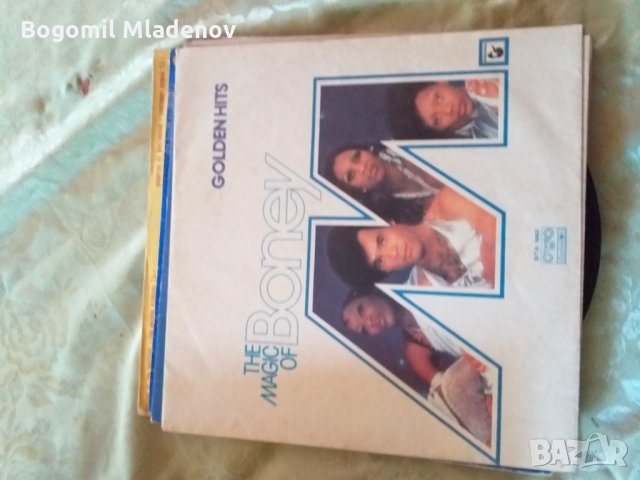 Bogomil Mladenov
GOLDEN HITS
THE
MAGIC
OF
Boney M
BAZAR